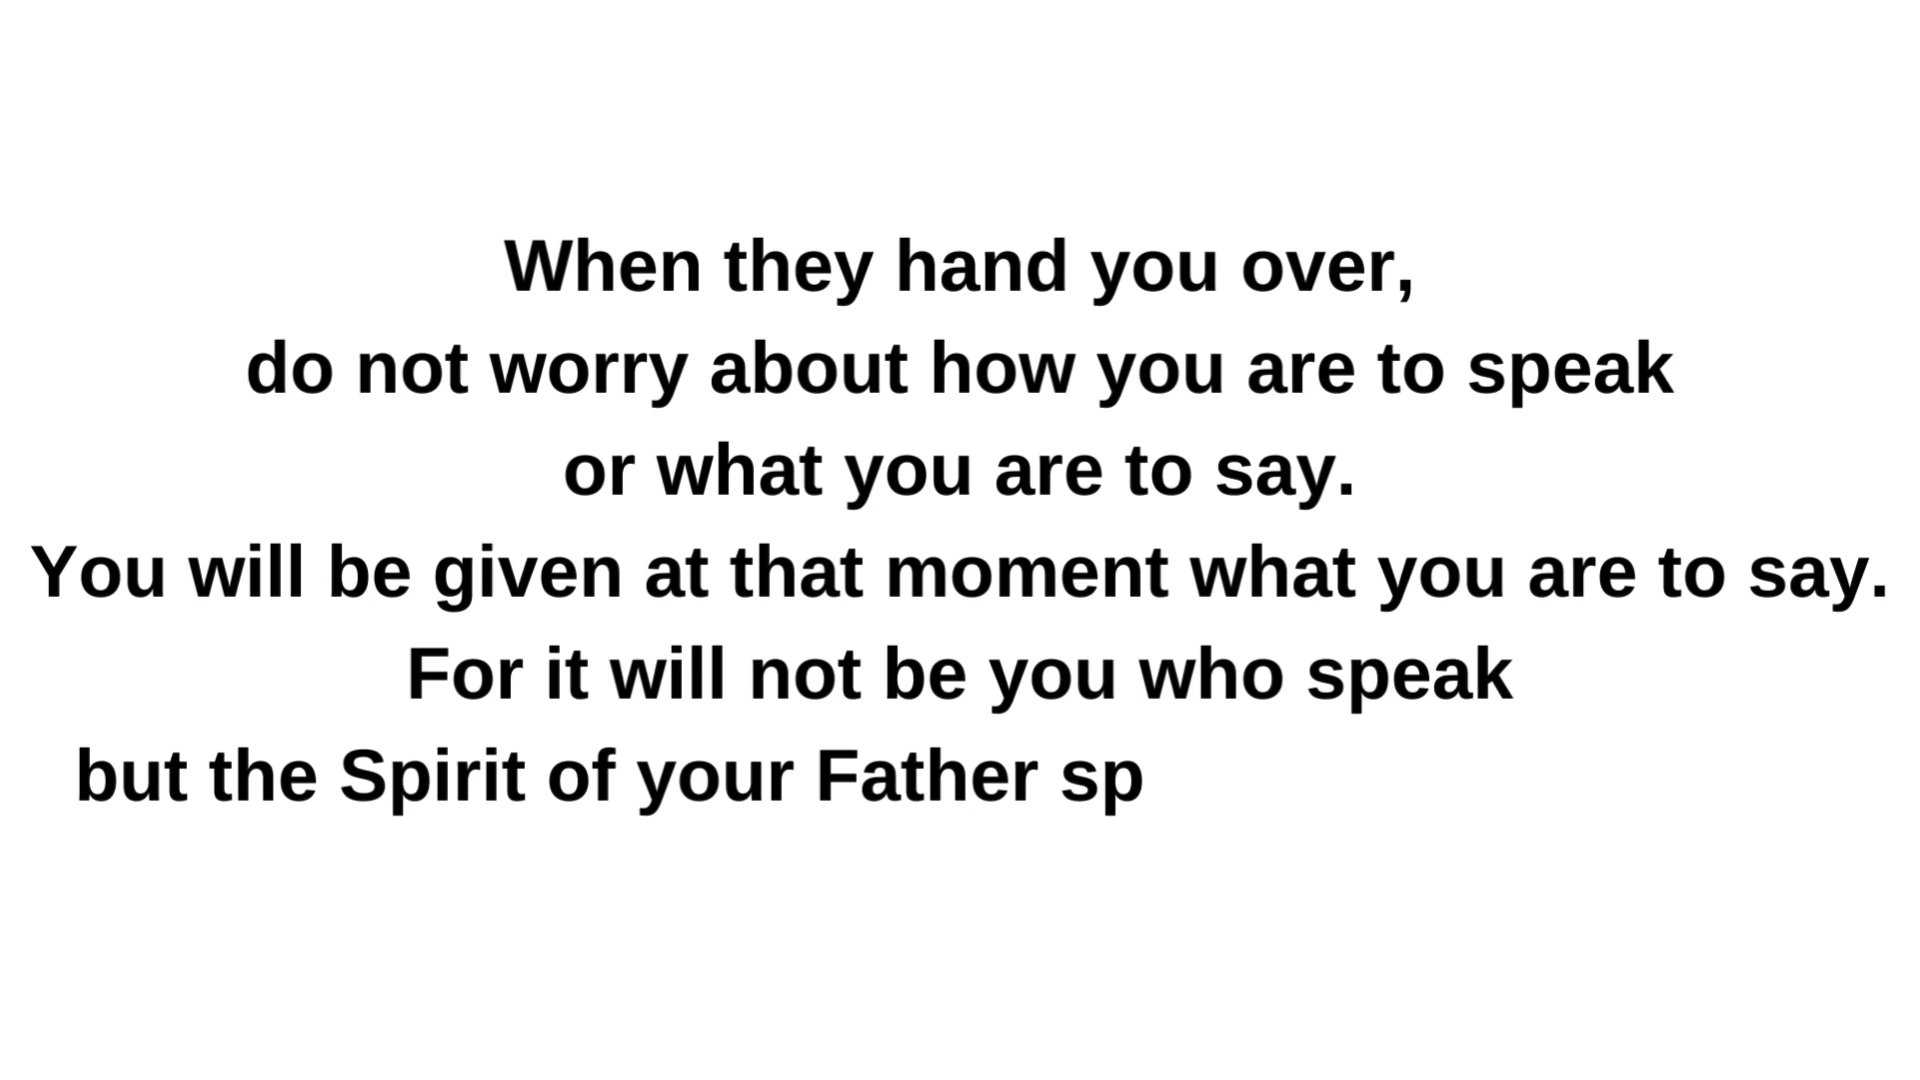 When they hand you over,
do not worry about how you are to speak
or what you are to say.
You will be given at that moment what you are to say.
For it will not be you who speak
but the Spirit of your Father sp